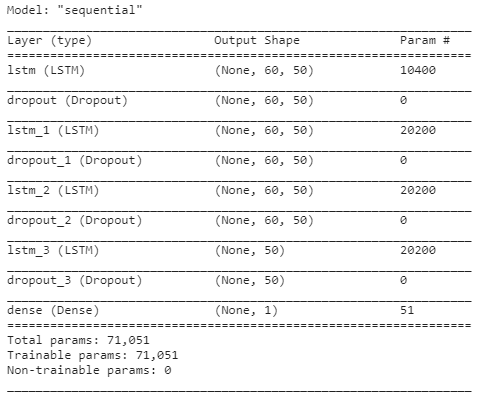 Model: "sequential"
Layer (type) Output Shape Param #
lstm (LSTM) (None, 60, 50) 10400
dropout (Dropout) (None, 60, 50) 0
lstm_1 (LSTM) (None, 60, 50) 20200
dropout_1 (Dropout) (None, 60, 50) 0
lstm_2 (LSTM) (None, 60, 50) 20200
dropout_2 (Dropout) (None, 60, 50) 0
lstm_3 (LSTM) (None, 50) 20200
dropout_3 (Dropout) (None, 50) 0
dense (Dense) (None, 1) 51
Total params: 71,051
Trainable params: 71,051
Non-trainable params: 0